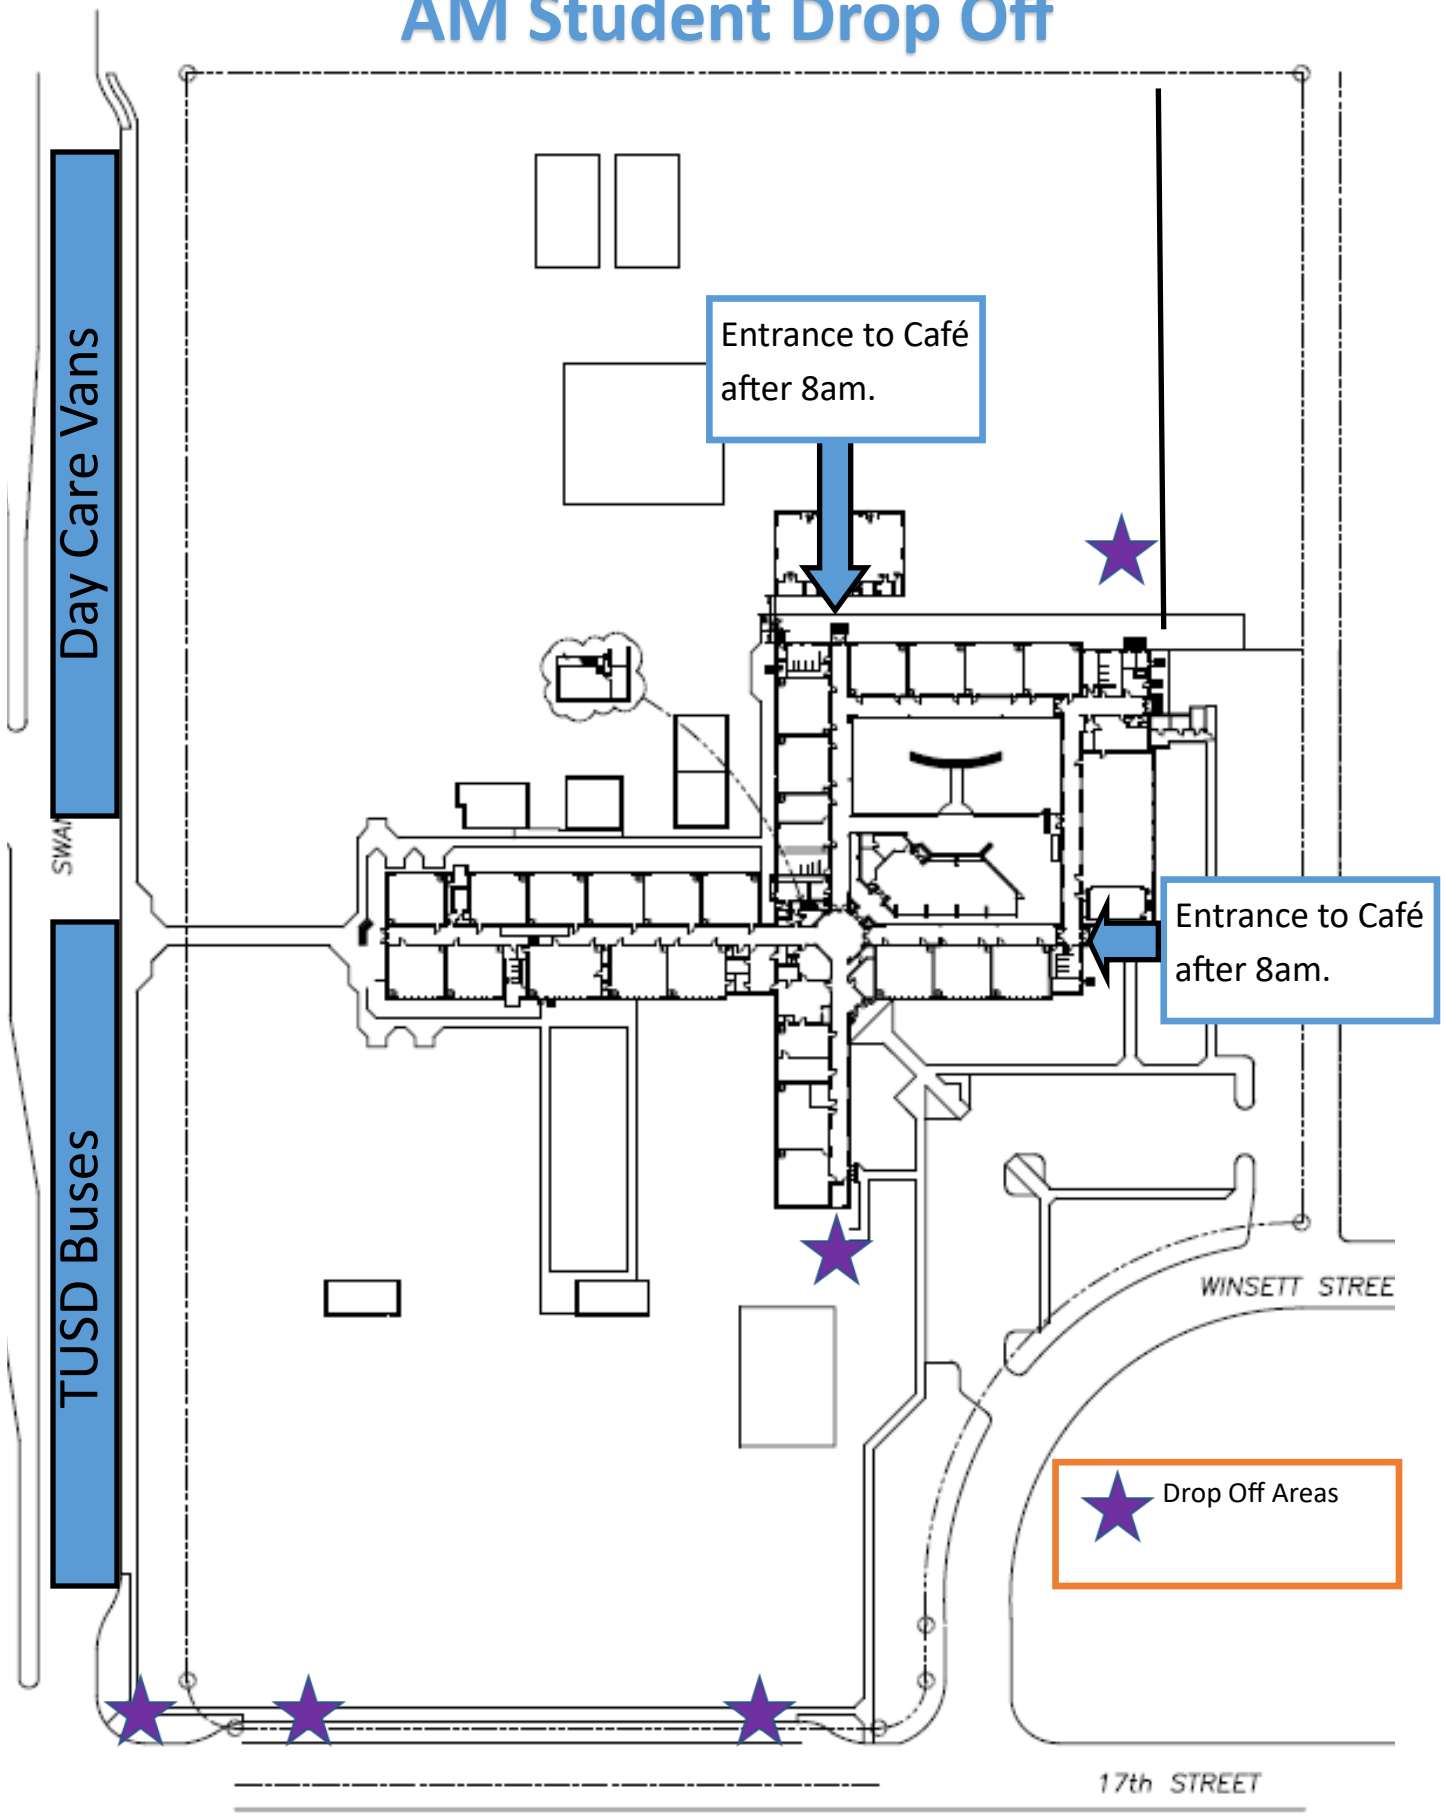 AM Student Drop Off
Day Care Vans
Entrance to Café
after 8am.
SWAN
Entrance to Café
after 8am.
TUSD Buses
WINSETT STREE
Drop Off Areas
17th STREET